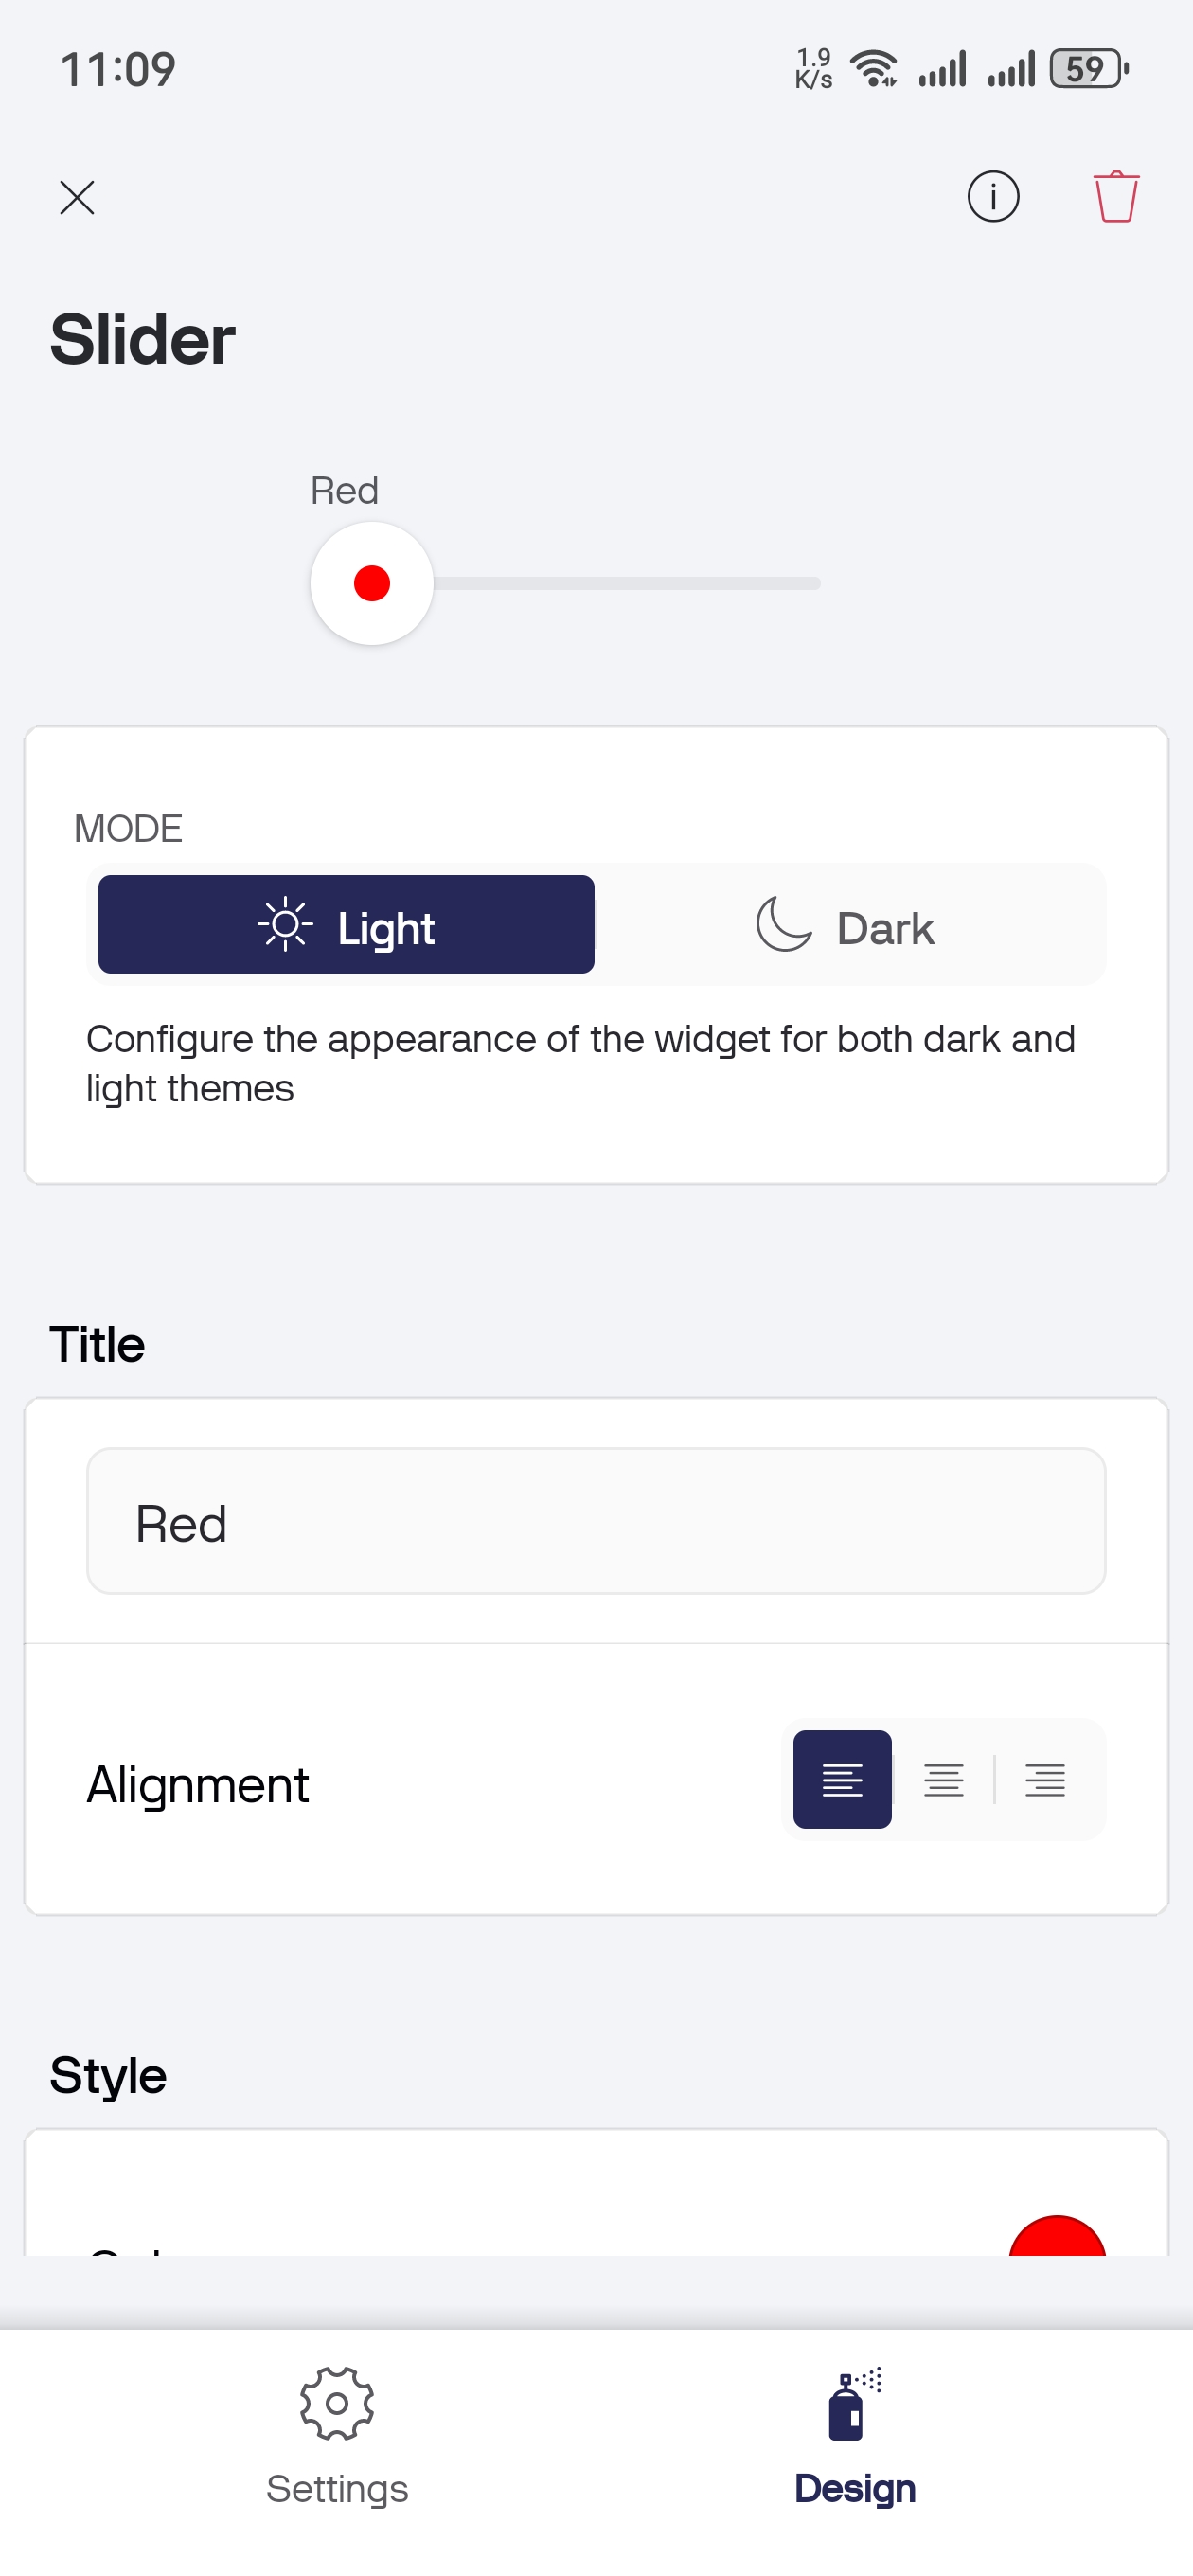 11:09
1.9
K/s
59
Slider
Red
MODE
Light
Dark
Configure the appearance of the widget for both dark and
light themes
Title
Red
Alignment
Style
Settings
Design